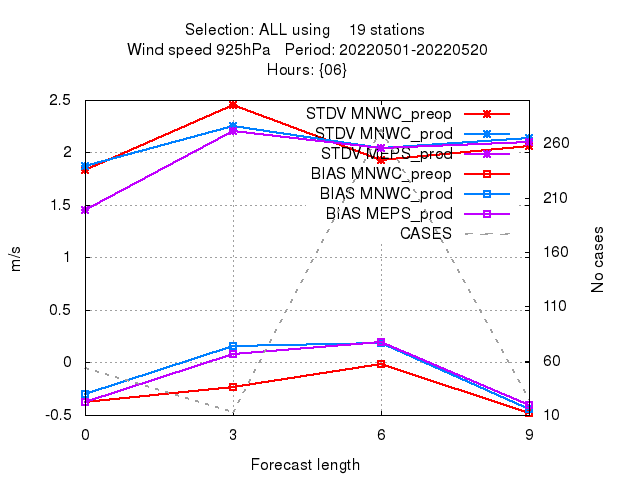 Selection: ALL using 19 stations
Wind speed 925hPa Period: 20220501-20220520
Hours: {06}
2.5
2
1.5
1
0.5
0
-0.5
m/s
STDV MNWC_preop
STDV MNWC_prod
STDV MEPS_prod
BIAS MNWC_preop
BIAS MNWC_prod
BIAS MEPS_prod
CASES
260
210
160
110
60
10
No cases
0 3 6 9
Forecast length